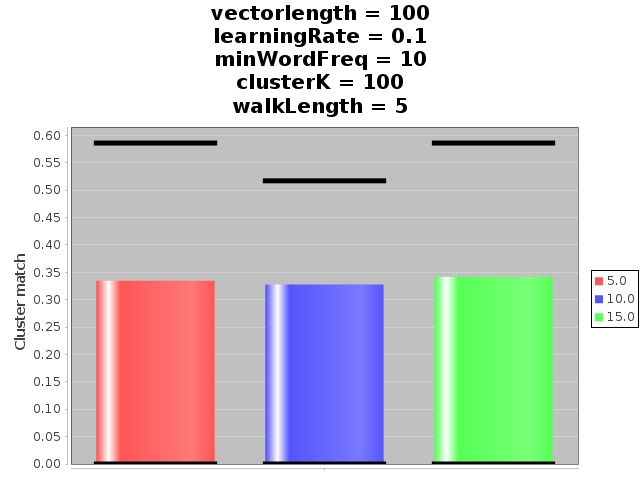 vectorlength = 100
learningRate = 0.1
minWordFreq = 10
clusterK = 100
walkLength = 5
0.60
0.55
0.50
0.45
0.40
0.35
0.30
0.25
0.20
0.15
0.10
0.05
0.00
Cluster match
5.0
10.0
15.0